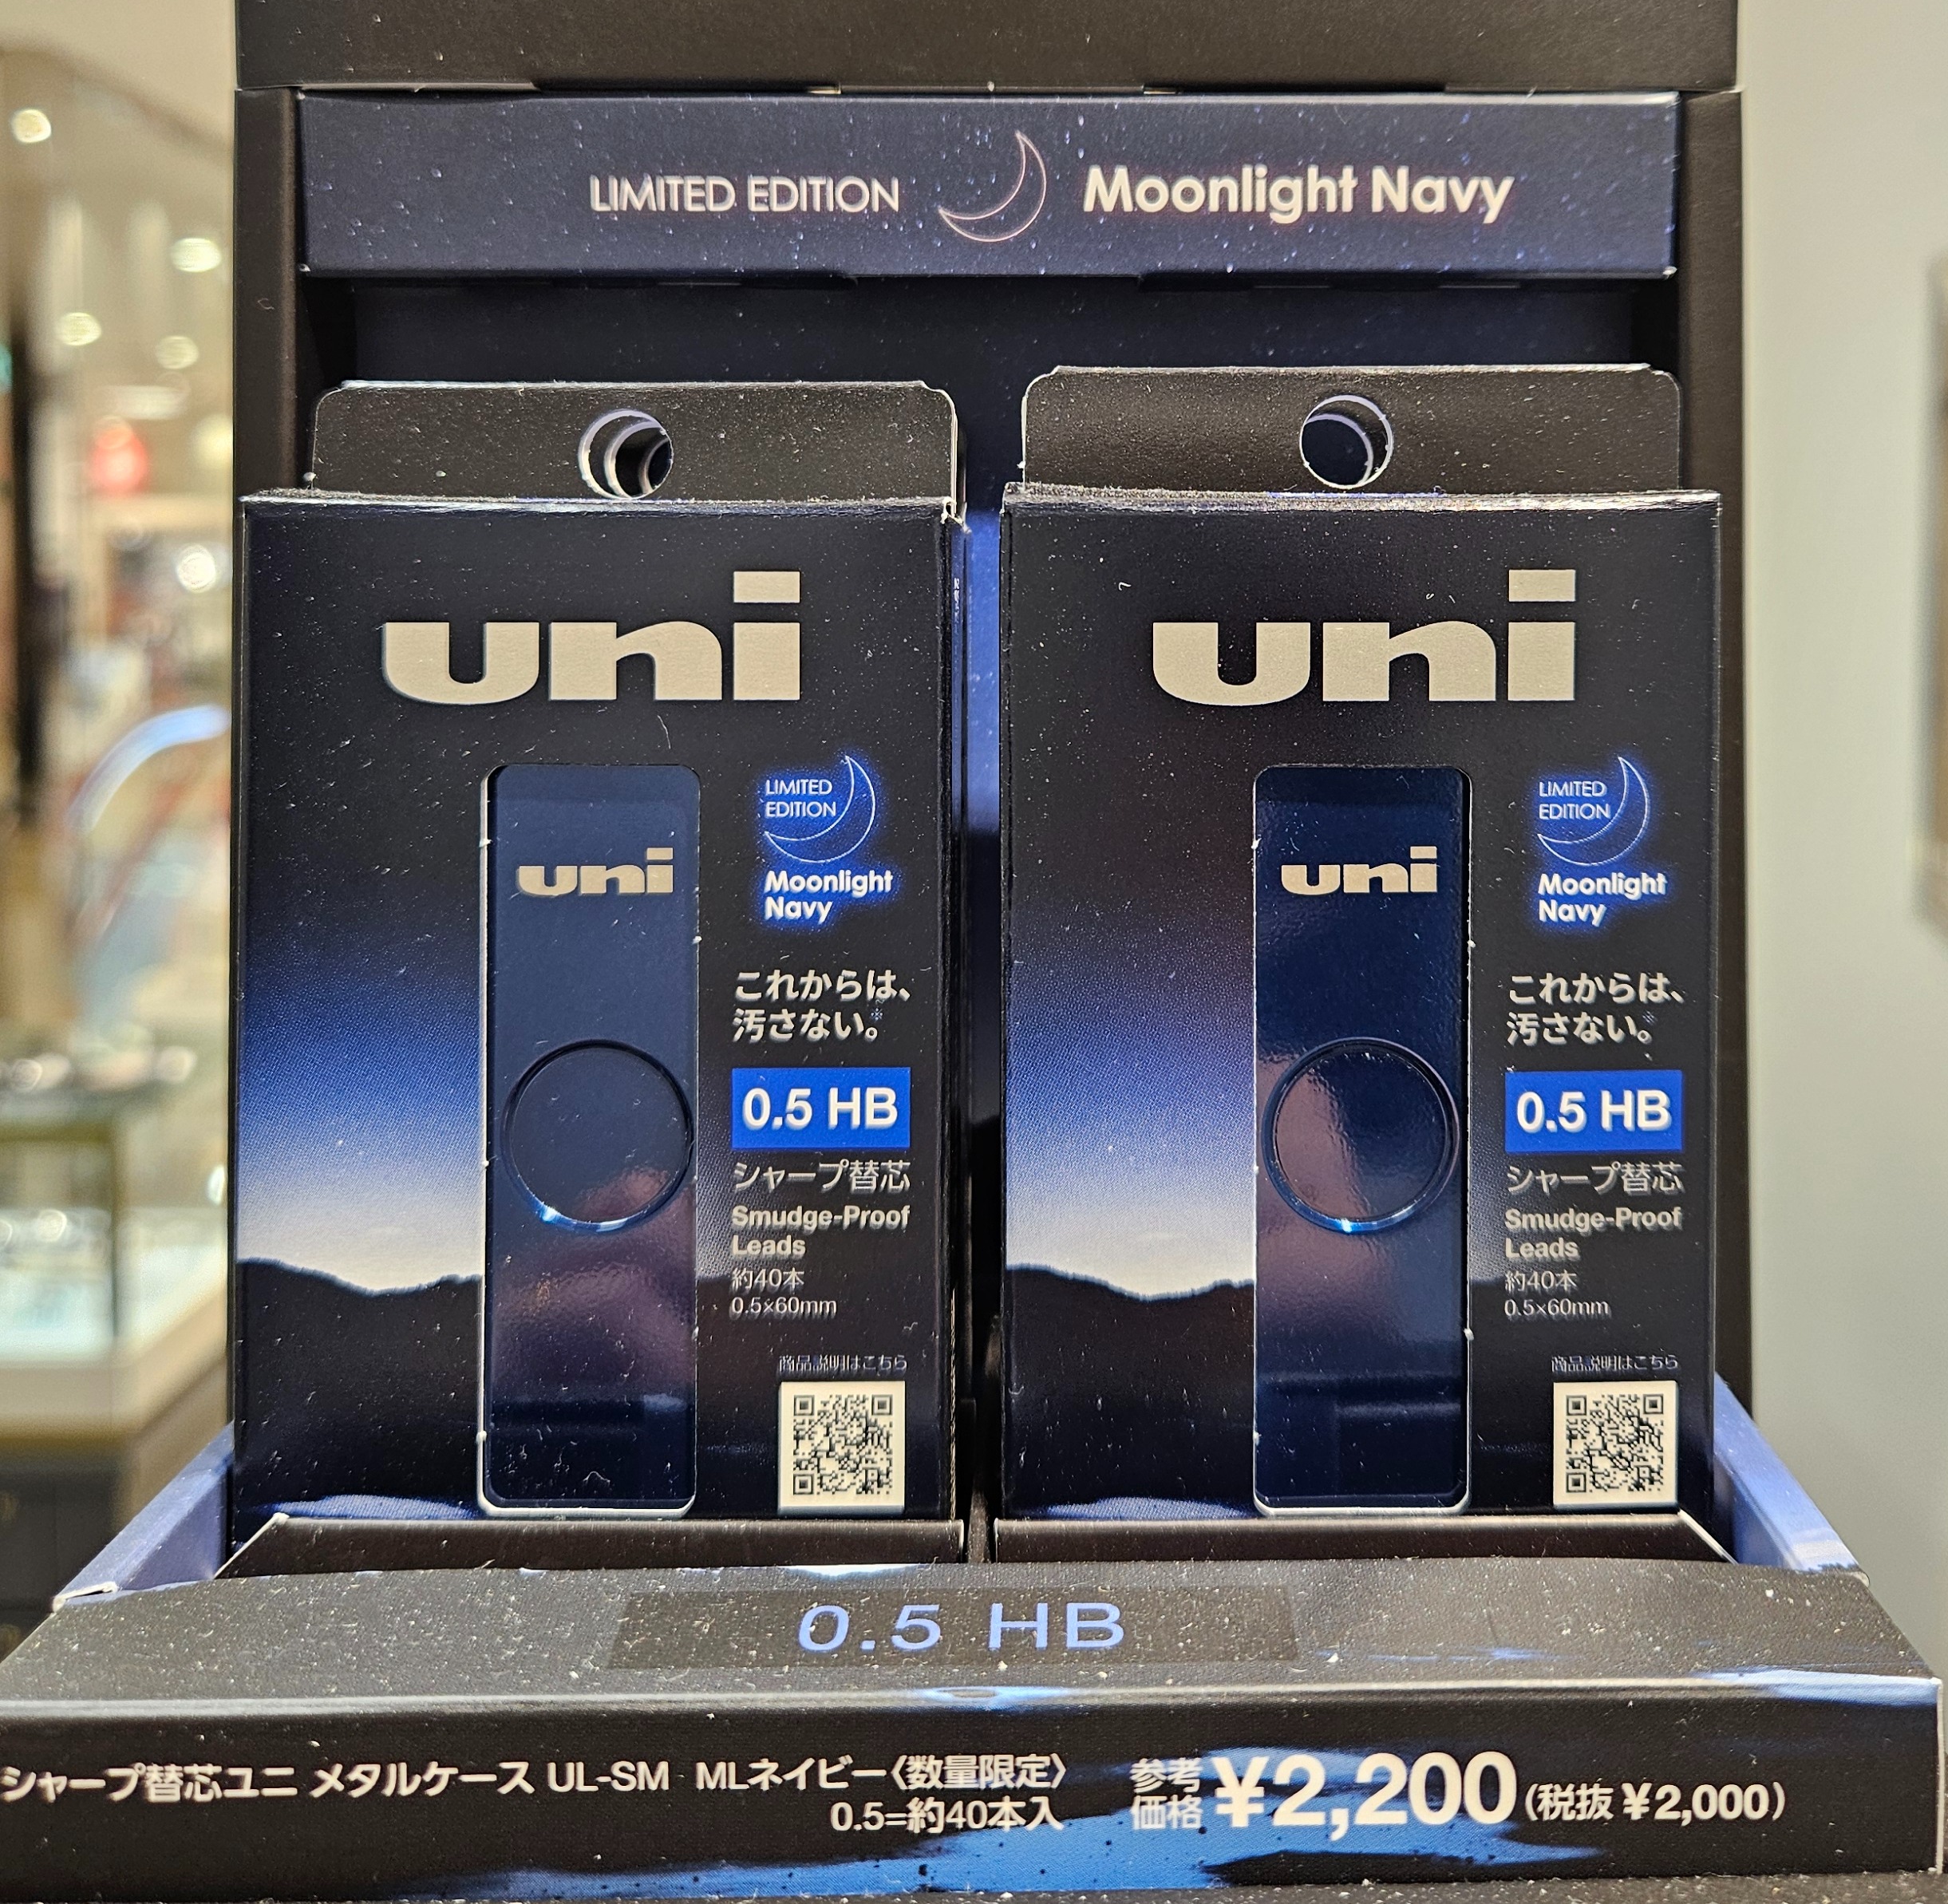 LIMITED EDITION Moonlight Navy
uni
uni
LIMITED
EDITION
Moonlight
Navy
これからは、
汚さない。
0.5 HB
シャープ替芯
Smudge-Proof
Leads
約40本
0.5×60mm
商品説明はこちら
uni
uni
LIMITED
EDITION
Moonlight
Navy
これからは、
汚さない。
0.5 HB
シャープ替芯
Smudge-Proof
Leads
約40本
0.5×60mm
商品説明はこちら
0.5 HB
シャープ替芯ユニ メタルケース UL-SM MLネイビー〈数量限定〉
0.5=約40本入
参考
価格 ¥2,200 (税抜 ¥2,000)